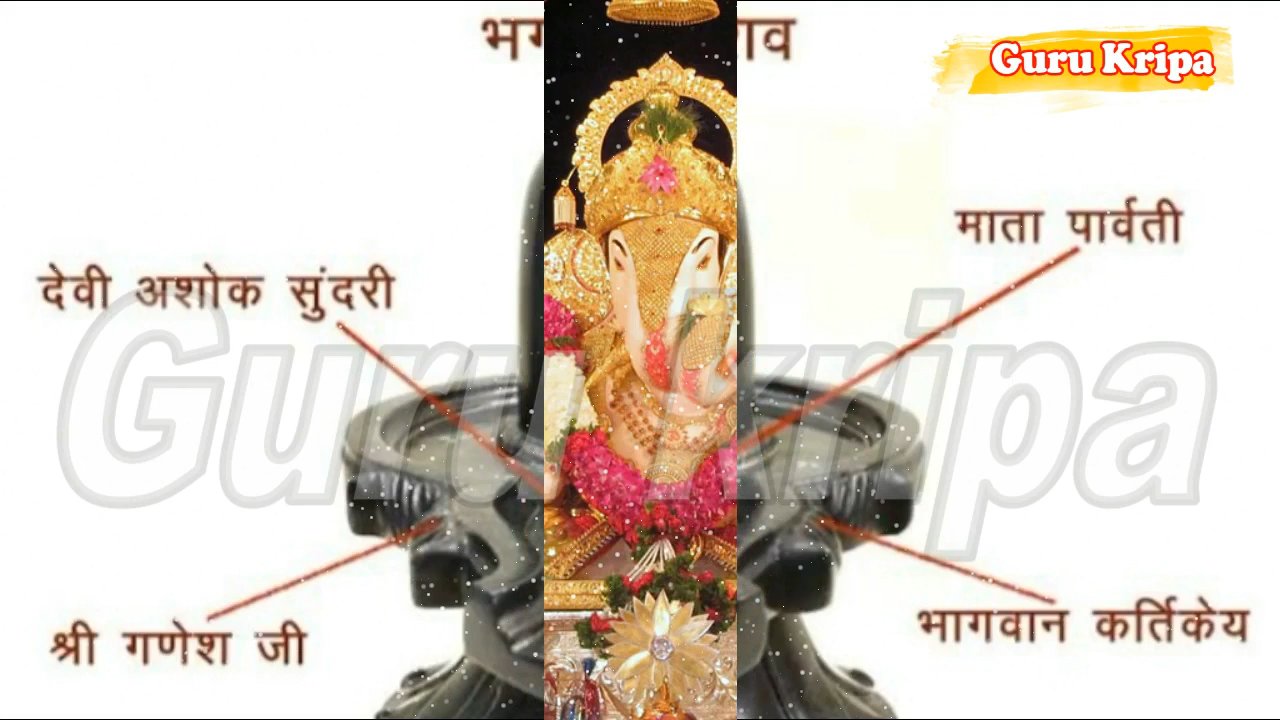 Guru Kripa
माता पार्वती
देवी अशोक सुंदरी
Guru kripa
श्री गणेश जी
भागवान कर्तिकेय